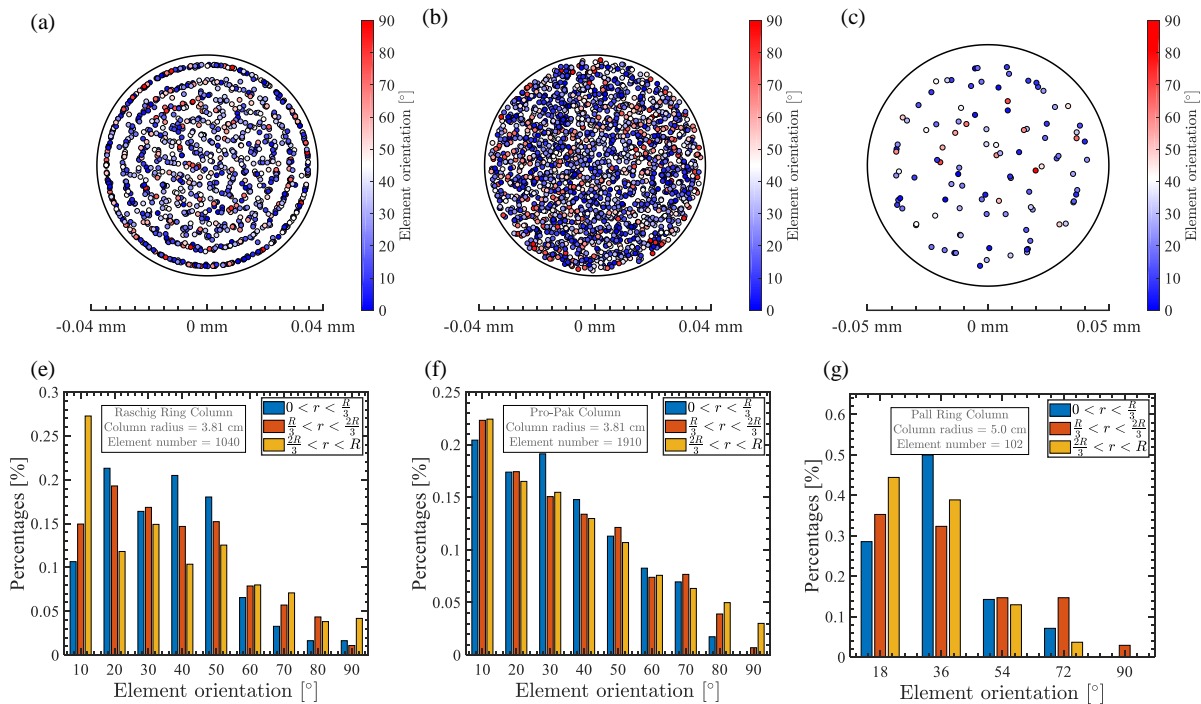 (a)
90
80
70
60
50
40
30
20
10
0
Element orientation [°]
-0.04 mm 0 mm 0.04 mm
(b)
90
80
70
60
50
40
30
20
10
0
Element orientation [°]
-0.04 mm 0 mm 0.04 mm
(c)
90
80
70
60
50
40
30
20
10
0
Element orientation [°]
-0.05 mm 0 mm 0.05 mm
(e)
0.3
0.25
0.2
0.15
0.1
0.05
0
Percentages [%]
Raschig Ring Column
Column radius = 3.81 cm
Element number = 1040
0 < r < R/3
R/3 < r < 2R/3
2R/3 < r < R
10 20 30 40 50 60 70 80 90
Element orientation [°]
(f)
0.25
0.2
0.15
0.1
0.05
0
Percentages [%]
Pro-Pak Column
Column radius = 3.81 cm
Element number = 1910
0 < r < R/3
R/3 < r < 2R/3
2R/3 < r < R
10 20 30 40 50 60 70 80 90
Element orientation [°]
(g)
0.6
0.5
0.4
0.3
0.2
0.1
0
Percentages [%]
Pall Ring Column
Column radius = 5.0 cm
Element number = 102
0 < r < R/3
R/3 < r < 2R/3
2R/3 < r < R
18 36 54 72 90
Element orientation [°]